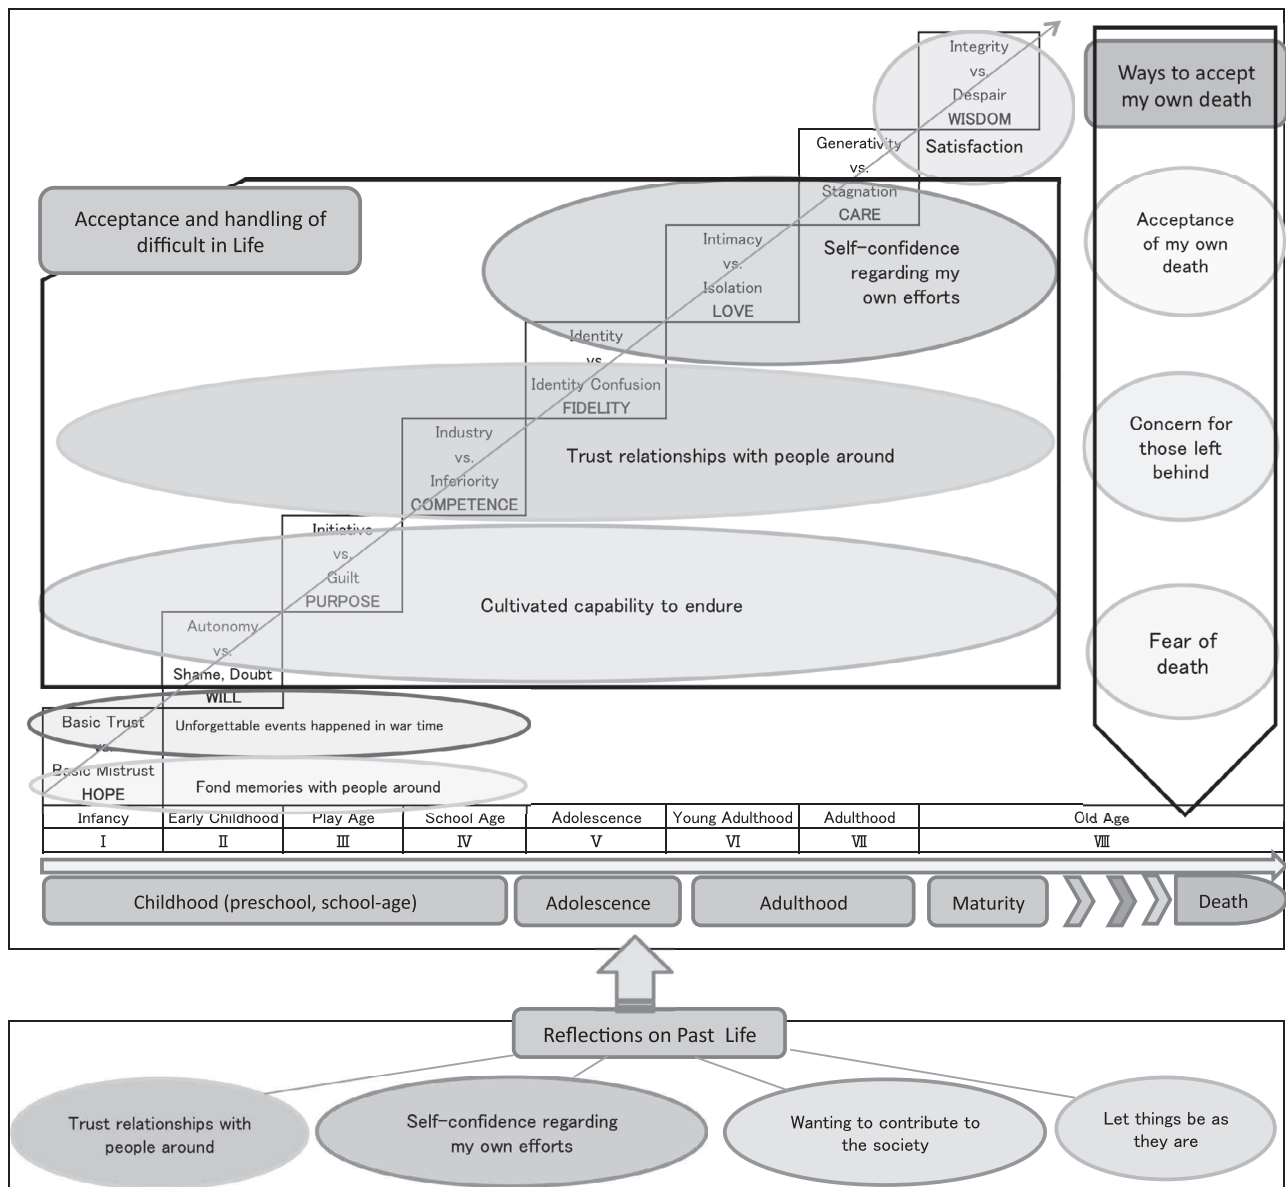 Integrity
vs.
Despair
WISDOM
Satisfaction
Ways to accept
my own death
Generativity
vs.
Stagnation
CARE
Acceptance and handling of
difficult in Life
Acceptance
of my own
death
Intimacy
vs.
Isolation
LOVE
Self-confidence
regarding my
own efforts
Identity
vs
Identity Confusion
FIDELITY
Industry
vs.
Inferiority
COMPETENCE
Trust relationships with people around
Concern for
those left
behind
Initiative
vs.
Guilt
PURPOSE
Cultivated capability to endure
Autonomy
vs.
Shame, Doubt
WILL
Fear of
death
Basic Trust
vs.
Basic Mistrust
HOPE
Unforgettable events happened in war time
Fond memories with people around
Infancy Early Childhood Play Age School Age Adolescence Young Adulthood Adulthood Old Age
Ⅰ Ⅱ Ⅲ Ⅳ Ⅴ Ⅵ Ⅶ Ⅷ
Childhood (preschool, school-age) Adolescence Adulthood Maturity Death
Reflections on Past Life
Trust relationships with
people around
Self-confidence regarding
my own efforts
Wanting to contribute to
the society
Let things be as
they are